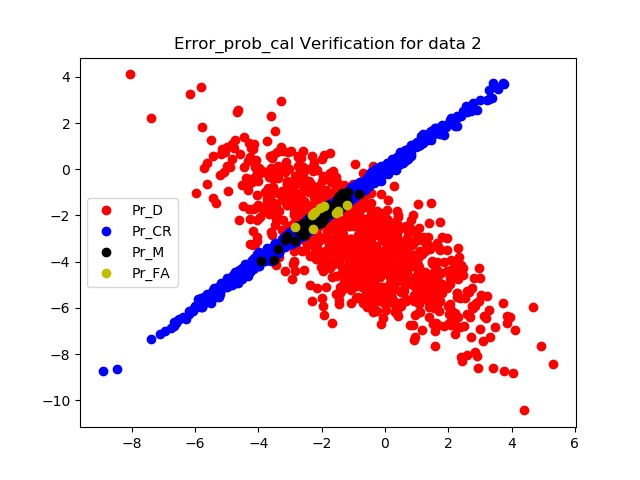 Error_prob_cal Verification for data 2
4
2
0
−2
−4
−6
−8
−10
Pr_D
Pr_CR
Pr_M
Pr_FA
−8 −6 −4 −2 0 2 4 6